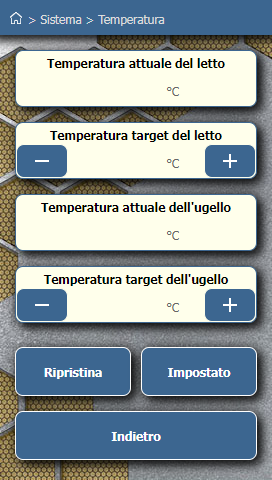 > Sistema > Temperatura
Temperatura attuale del letto
°C
Temperatura target del letto
− °C +
Temperatura attuale dell'ugello
°C
Temperatura target dell'ugello
− °C +
Ripristina Impostato
Indietro